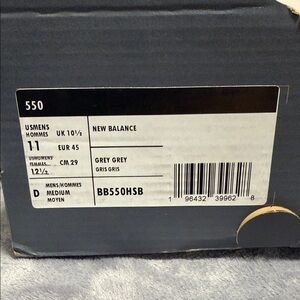 550
USMENS
HOMMES
UK 10½
11
EUR 45
USWOMENS
FEMMES
CM 29
12½
MENS/HOMMES
D MEDIUM
MOYEN
NEW BALANCE
GREY GREY
GRIS GRIS
BB550HSB
1 96432 39962 8